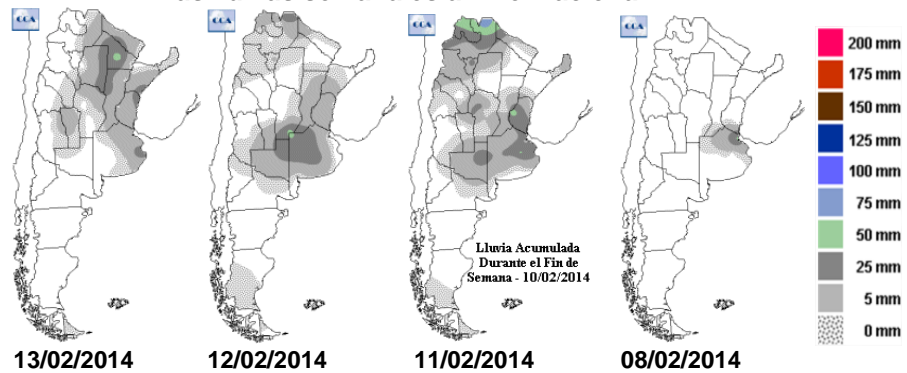 CCA
CCA
CCA
CCA
Lluvia Acumulada
Durante el Fin de
Semana - 10/02/2014
200 mm
175 mm
150 mm
125 mm
100 mm
75 mm
50 mm
25 mm
5 mm
0 mm
13/02/2014
12/02/2014
11/02/2014
08/02/2014